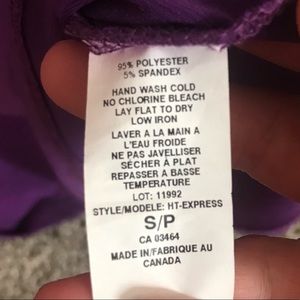 95% POLYESTER
5% SPANDEX
HAND WASH COLD
NO CHLORINE BLEACH
LAY FLAT TO DRY
LOW IRON
LAVER A LA MAIN A
L'EAU FROIDE
NE PAS JAVELLISER
SÉCHER À PLAT
REPASSER A BASSE
TEMPERATURE
LOT: 11992
STYLE/MODELE: HT-EXPRESS
S/P
CA 03464
MADE IN/FABRIQUE AU
CANADA